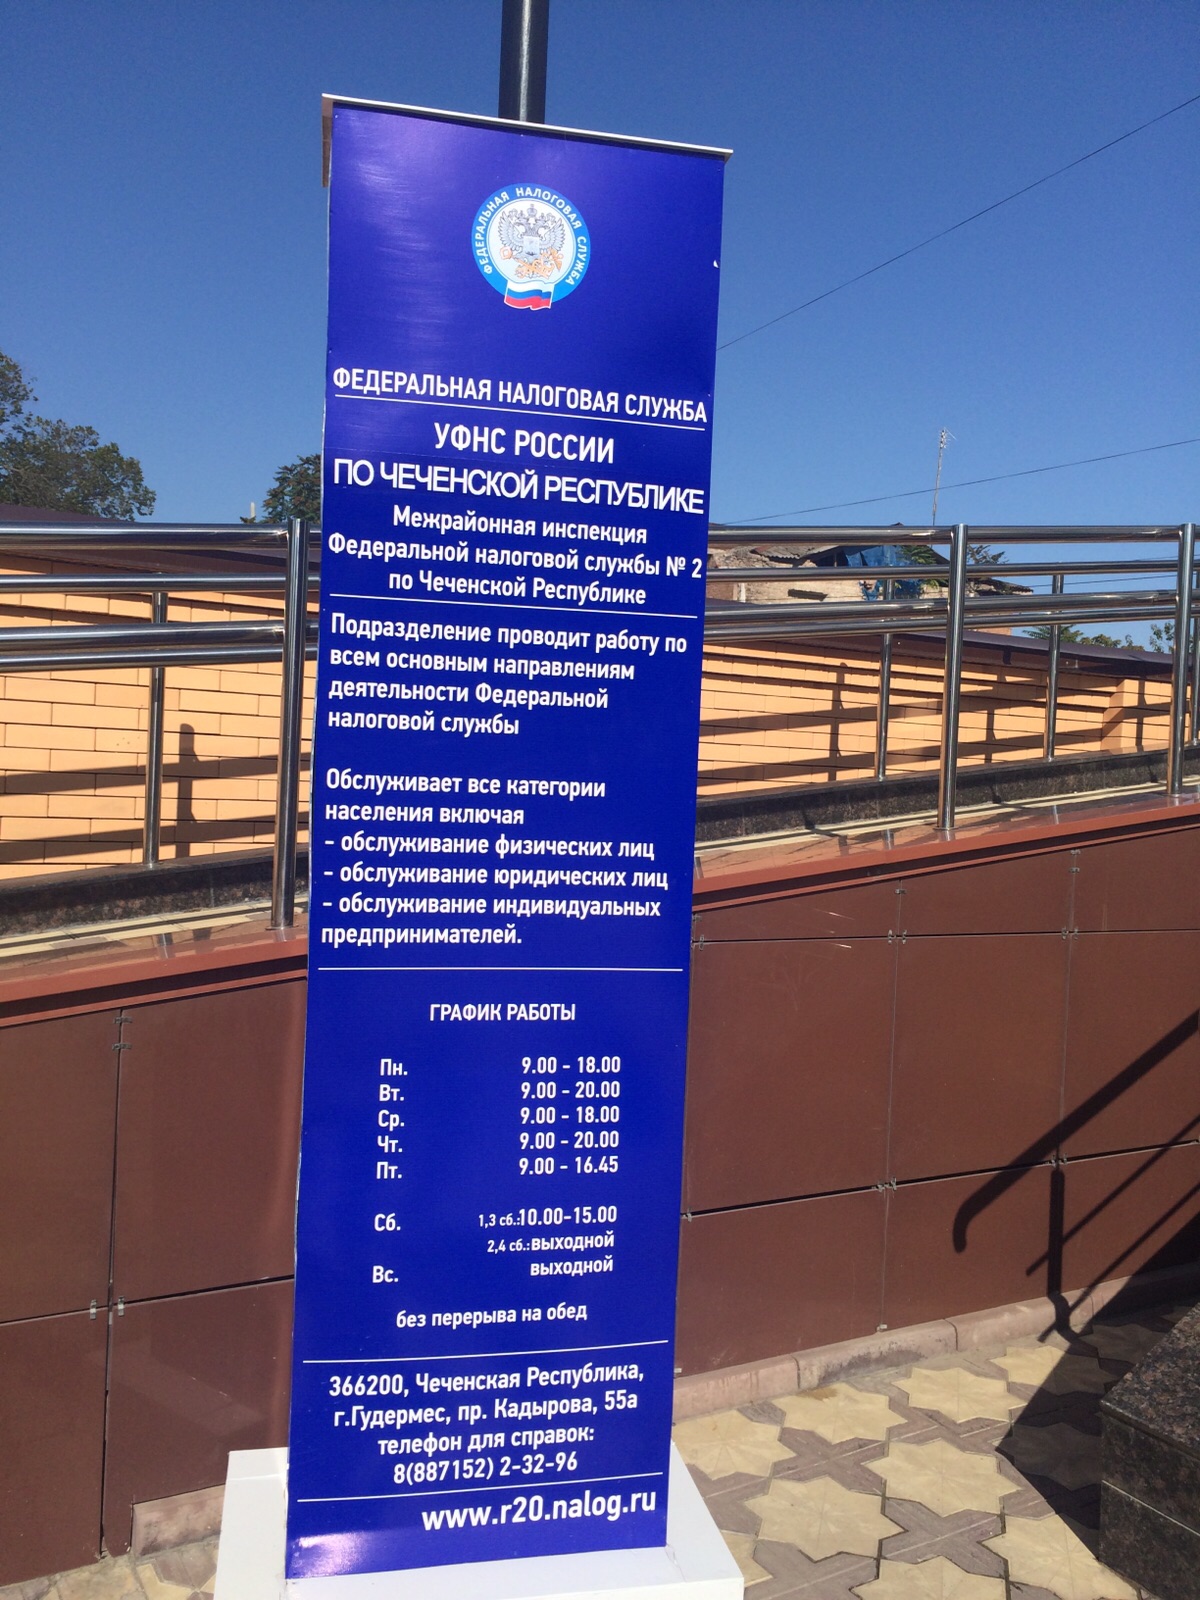 ФЕДЕРАЛЬНАЯ НАЛОГОВАЯ СЛУЖБА
ФЕДЕРАЛЬНАЯ НАЛОГОВАЯ СЛУЖБА
УФНС РОССИИ
ПО ЧЕЧЕНСКОЙ РЕСПУБЛИКЕ
Межрайонная инспекция
Федеральной налоговой службы № 2
по Чеченской Республике
Подразделение проводит работу по
всем основным направлениям
деятельности Федеральной
налоговой службы
Обслуживает все категории
населения включая
- обслуживание физических лиц
- обслуживание юридических лиц
- обслуживание индивидуальных
предпринимателей.
ГРАФИК РАБОТЫ
Пн. 9.00 - 18.00
Вт. 9.00 - 20.00
Ср. 9.00 - 18.00
Чт. 9.00 - 20.00
Пт. 9.00 - 16.45
Сб. 1,3 сб.:10.00-15.00
2,4 сб.:выходной
Вс. выходной
без перерыва на обед
366200, Чеченская Республика,
г.Гудермес, пр. Кадырова, 55а
телефон для справок:
8(887152) 2-32-96
www.r20.nalog.ru